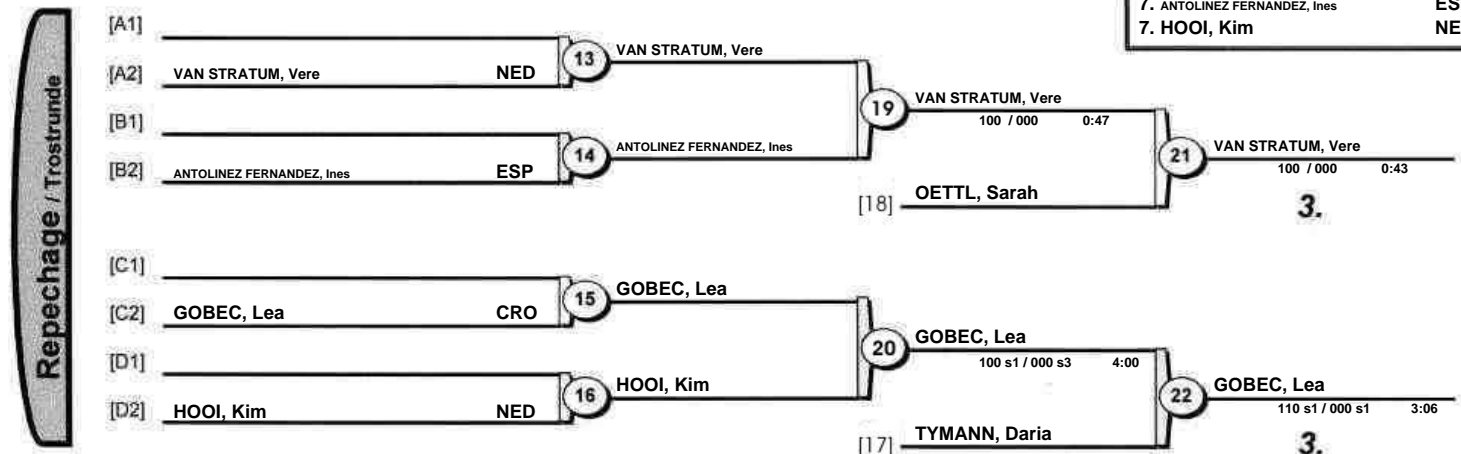 7. ANTOLINEZ FERNANDEZ, Ines ES
7. HOOI, Kim NE
Repechage / Trostrunde
[A1]
13 VAN STRATUM, Vere
[A2] VAN STRATUM, Vere NED
19 VAN STRATUM, Vere
100 / 000 0:47
[B1]
14 ANTOLINEZ FERNANDEZ, Ines
21 VAN STRATUM, Vere
100 / 000 0:43
[B2] ANTOLINEZ FERNANDEZ, Ines ESP
[18] OETTL, Sarah
3.
[C1]
15 GOBEC, Lea
[C2] GOBEC, Lea CRO
20 GOBEC, Lea
100 s1 / 000 s3 4:00
[D1]
16 HOOI, Kim
22 GOBEC, Lea
110 s1 / 000 s1 3:06
[D2] HOOI, Kim NED
[17] TYMANN, Daria
3.